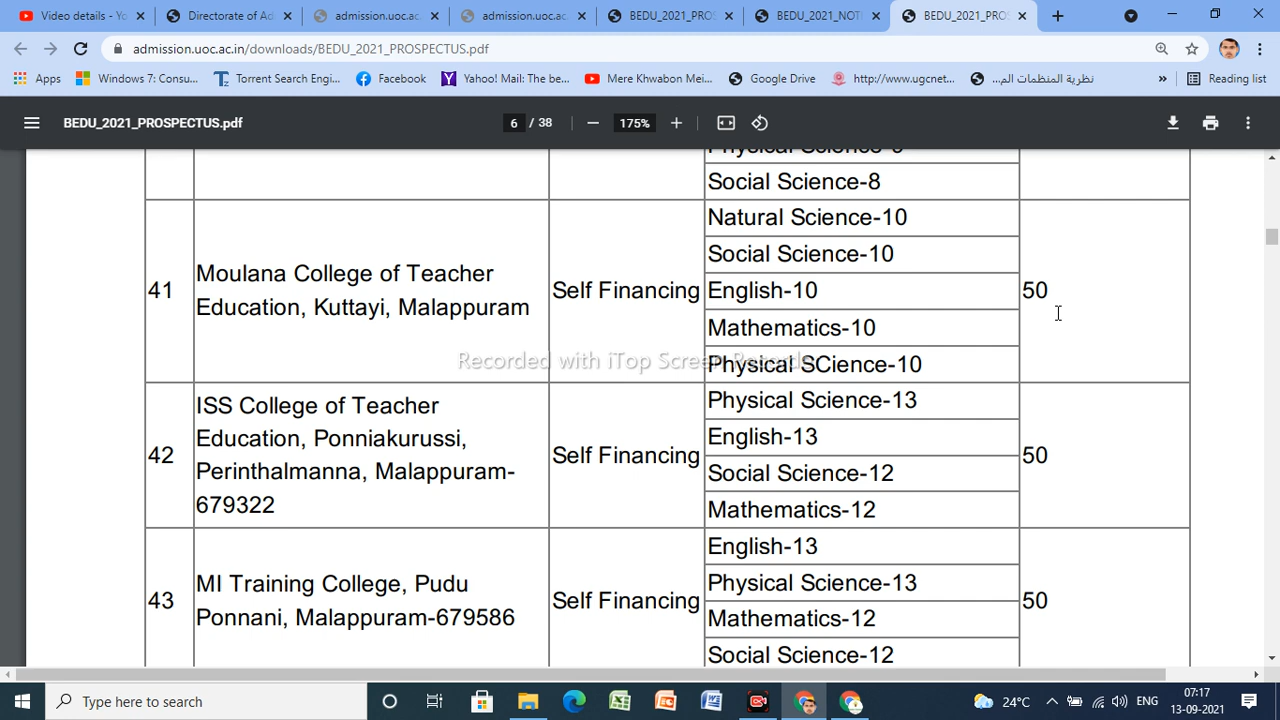 Video details - Yo
Directorate of Ad
admission.uoc.ac
admission.uoc.ac
BEDU_2021_PROS
BEDU_2021_NOTI
BEDU_2021_PROS
admission.uoc.ac.in/downloads/BEDU_2021_PROSPECTUS.pdf
Apps
Windows 7: Consu...
Torrent Search Engi...
Facebook
Yahoo! Mail: The be...
Mere Khwabon Mei...
Google Drive
http://www.ugcnet...
نظرية المنظمات الم...
»
Reading list
BEDU_2021_PROSPECTUS.pdf
6 / 38
175%
Social Science-8
41
Moulana College of Teacher
Education, Kuttayi, Malappuram
Self Financing
Natural Science-10
Social Science-10
English-10
Mathematics-10
Physical SCience-10
50
Recorded with iTop Screen Recorder
42
ISS College of Teacher
Education, Ponniakurussi,
Perinthalmanna, Malappuram-
679322
Self Financing
Physical Science-13
English-13
Social Science-12
Mathematics-12
50
43
MI Training College, Pudu
Ponnani, Malappuram-679586
Self Financing
English-13
Physical Science-13
Mathematics-12
Social Science-12
50
Type here to search
24°C
ENG
07:17
13-09-2021